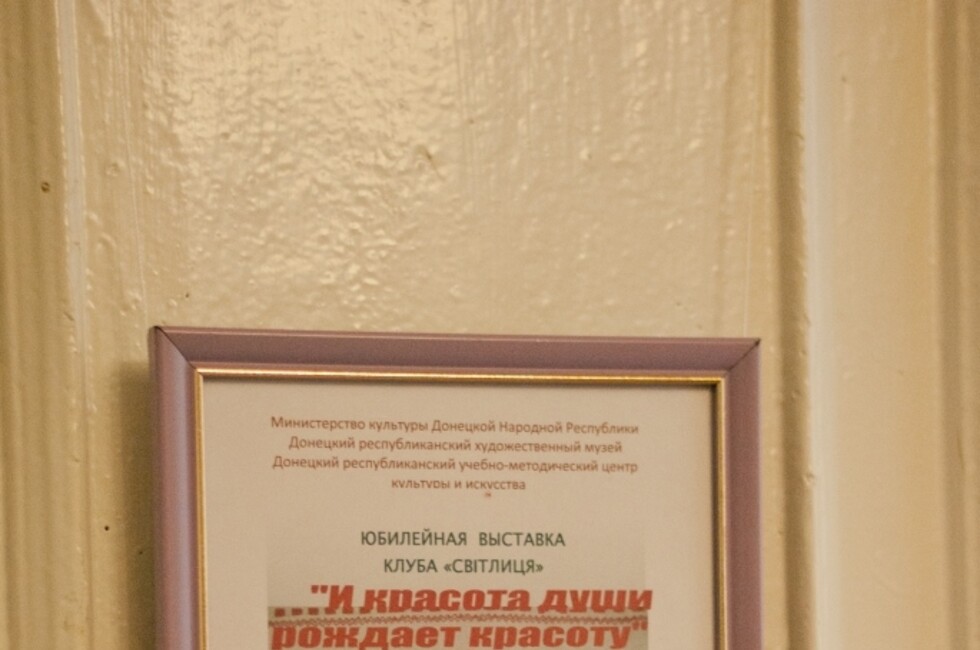 Министерство культуры Донецкой Народной Республики
Донецкий республиканский художественный музей
Донецкий республиканский учебно-методический центр
культуры и искусства
ЮБИЛЕЙНАЯ ВЫСТАВКА
КЛУБА «СВІТЛИЦЯ»
..."И красота души
рождает красоту"